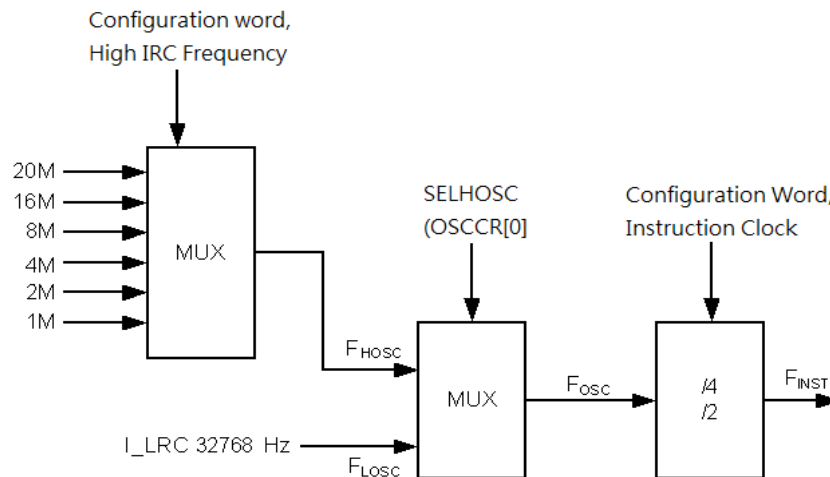 Configuration word,
High IRC Frequency
20M
16M
8M
4M
2M
1M
MUX
SELHOSC
(OSCCR[0]
Configuration Word,
Instruction Clock
FHOSC
MUX
FOSC
/4
/2
FINST
I_LRC 32768 Hz
FLOSC